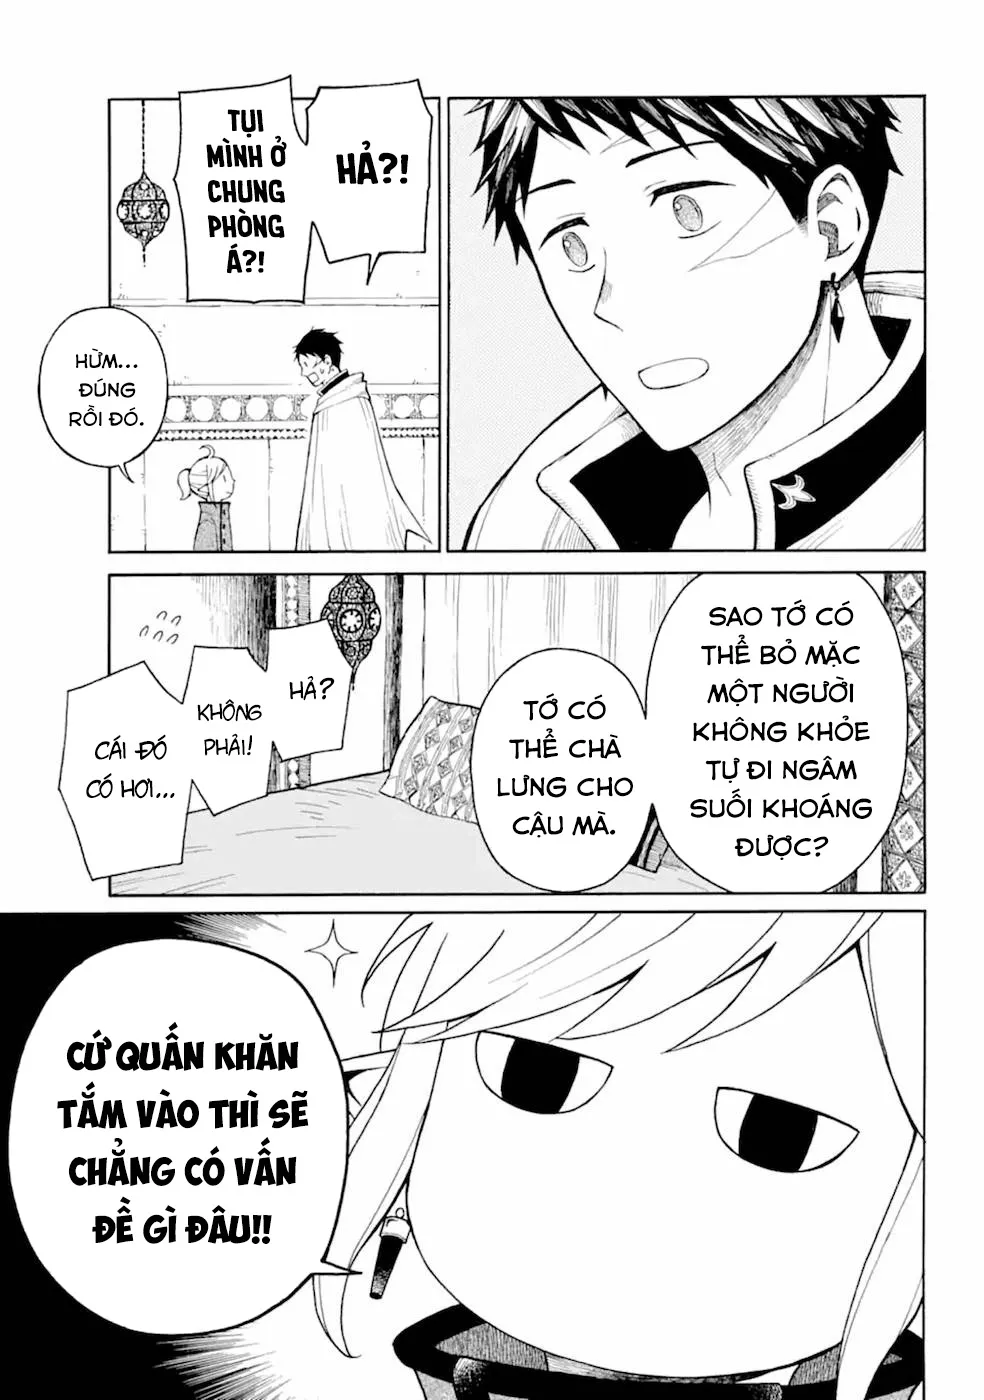 HẢ?!
TỤI
MÌNH Ở
CHUNG
PHÒNG
Á?!
HỪM...
ĐÚNG
RỒI ĐÓ.
SAO TỚ CÓ
THỂ BỎ MẶC
MỘT NGƯỜI
KHÔNG KHỎE
TỰ ĐI NGÂM
SUỐI KHOÁNG
ĐƯỢC?
TỚ CÓ
THỂ CHÀ
LƯNG CHO
CẬU MÀ.
HẢ?
KHÔNG
PHẢI!
CÁI ĐÓ
CÓ HƠI...
CỨ QUẤN KHĂN
TẮM VÀO THÌ SẼ
CHẲNG CÓ VẤN
ĐỀ GÌ ĐÂU!!